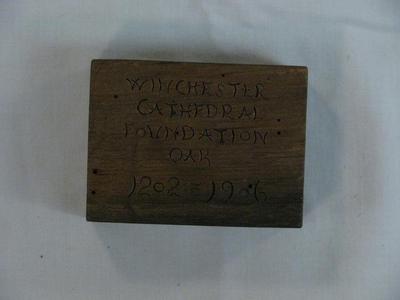 WINCHESTER
CATHEDRAL
FOUNDATION
OAK
1202=1906